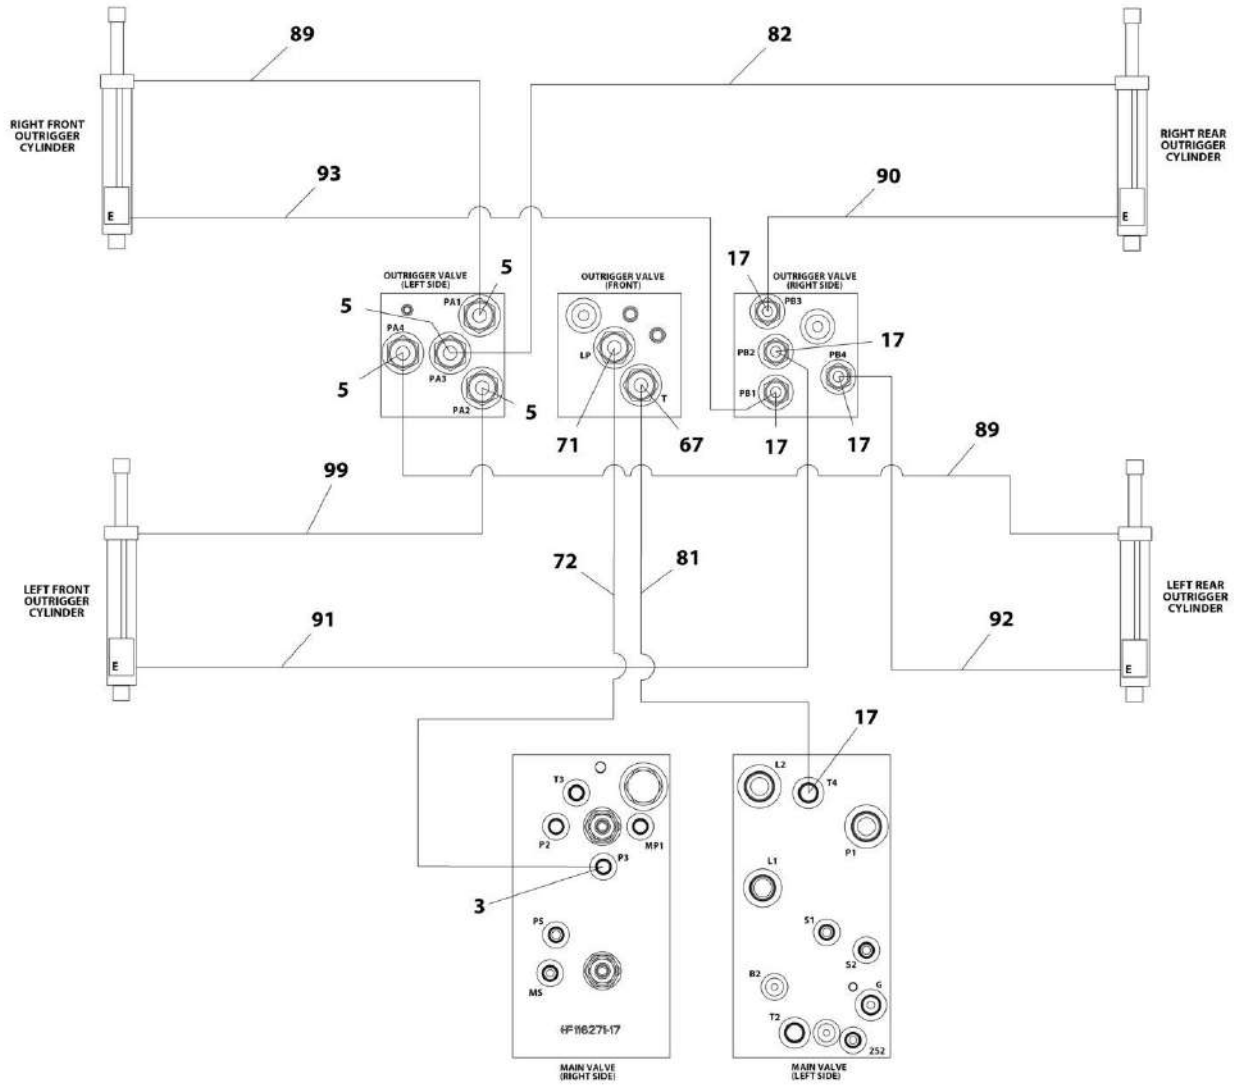 89
82
RIGHT FRONT
OUTRIGGER
CYLINDER
RIGHT REAR
OUTRIGGER
CYLINDER
93
90
E
E
OUTRIGGER VALVE
(LEFT SIDE)
5
OUTRIGGER VALVE
(FRONT)
17
OUTRIGGER VALVE
(RIGHT SIDE)
PA1
PB3
5
PA4
LP
PB2
17
PB4
PA3
5
PA2
5
T
PB1
71
67
17
17
99
89
72
81
LEFT FRONT
OUTRIGGER
CYLINDER
LEFT REAR
OUTRIGGER
CYLINDER
91
92
E
E
17
T3
L2
T4
P2
MP1
P1
P3
L1
3
PS
S1
S2
MS
B2
G
T2
HF116271-17
252
MAIN VALVE
(RIGHT SIDE)
MAIN VALVE
(LEFT SIDE)